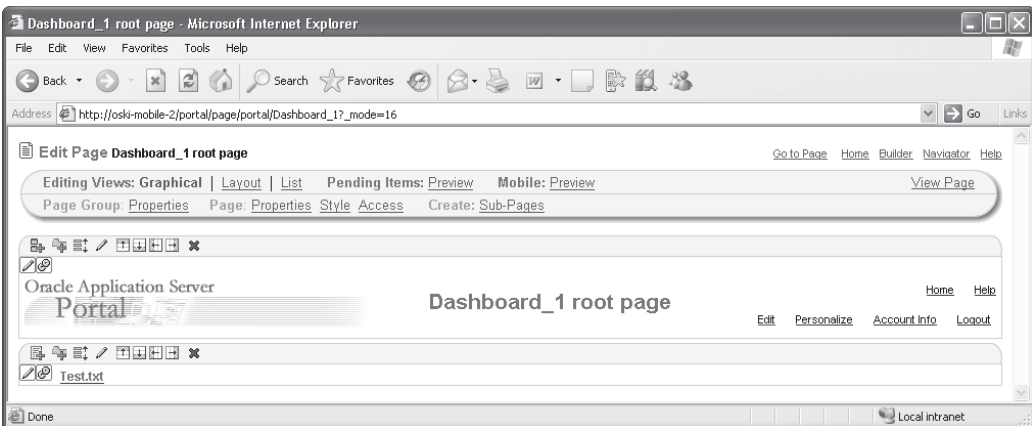 Dashboard_1 root page - Microsoft Internet Explorer
File Edit View Favorites Tools Help
Back Search Favorites
Address http://oski-mobile-2/portal/page/portal/Dashboard_1?_mode=16 Go Links
Edit Page Dashboard_1 root page Go to Page Home Builder Navigator Help
Editing Views: Graphical | Layout | List Pending Items: Preview Mobile: Preview View Page
Page Group: Properties Page: Properties Style Access Create: Sub-Pages
Oracle Application Server
Portal
Dashboard_1 root page
Home Help
Edit Personalize Account Info Logout
Test.txt
Done Local intranet